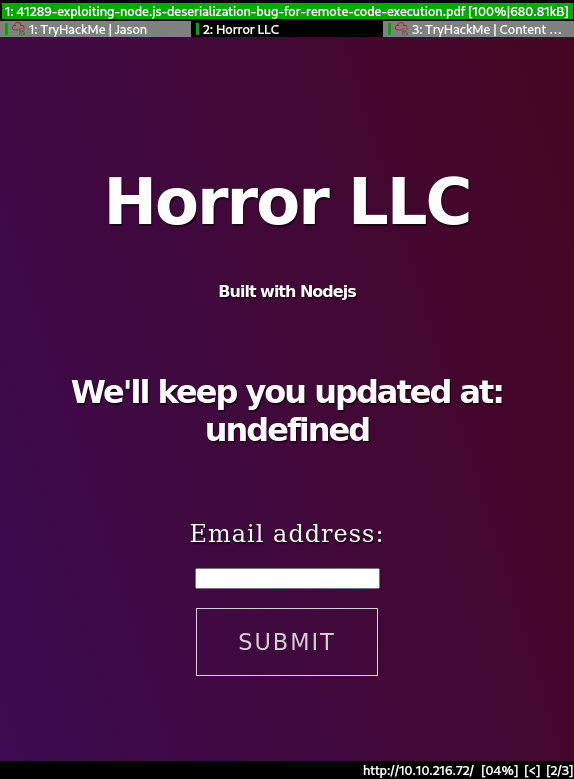 1: 41289-exploiting-node.js-deserialization-bug-for-remote-code-execution.pdf [100%|680.81kB]
1: TryHackMe | Jason 2: Horror LLC 3: TryHackMe | Content ...
Horror LLC
Built with Nodejs
We'll keep you updated at:
undefined
Email address:
SUBMIT
http://10.10.216.72/ [04%] [<] [2/3]